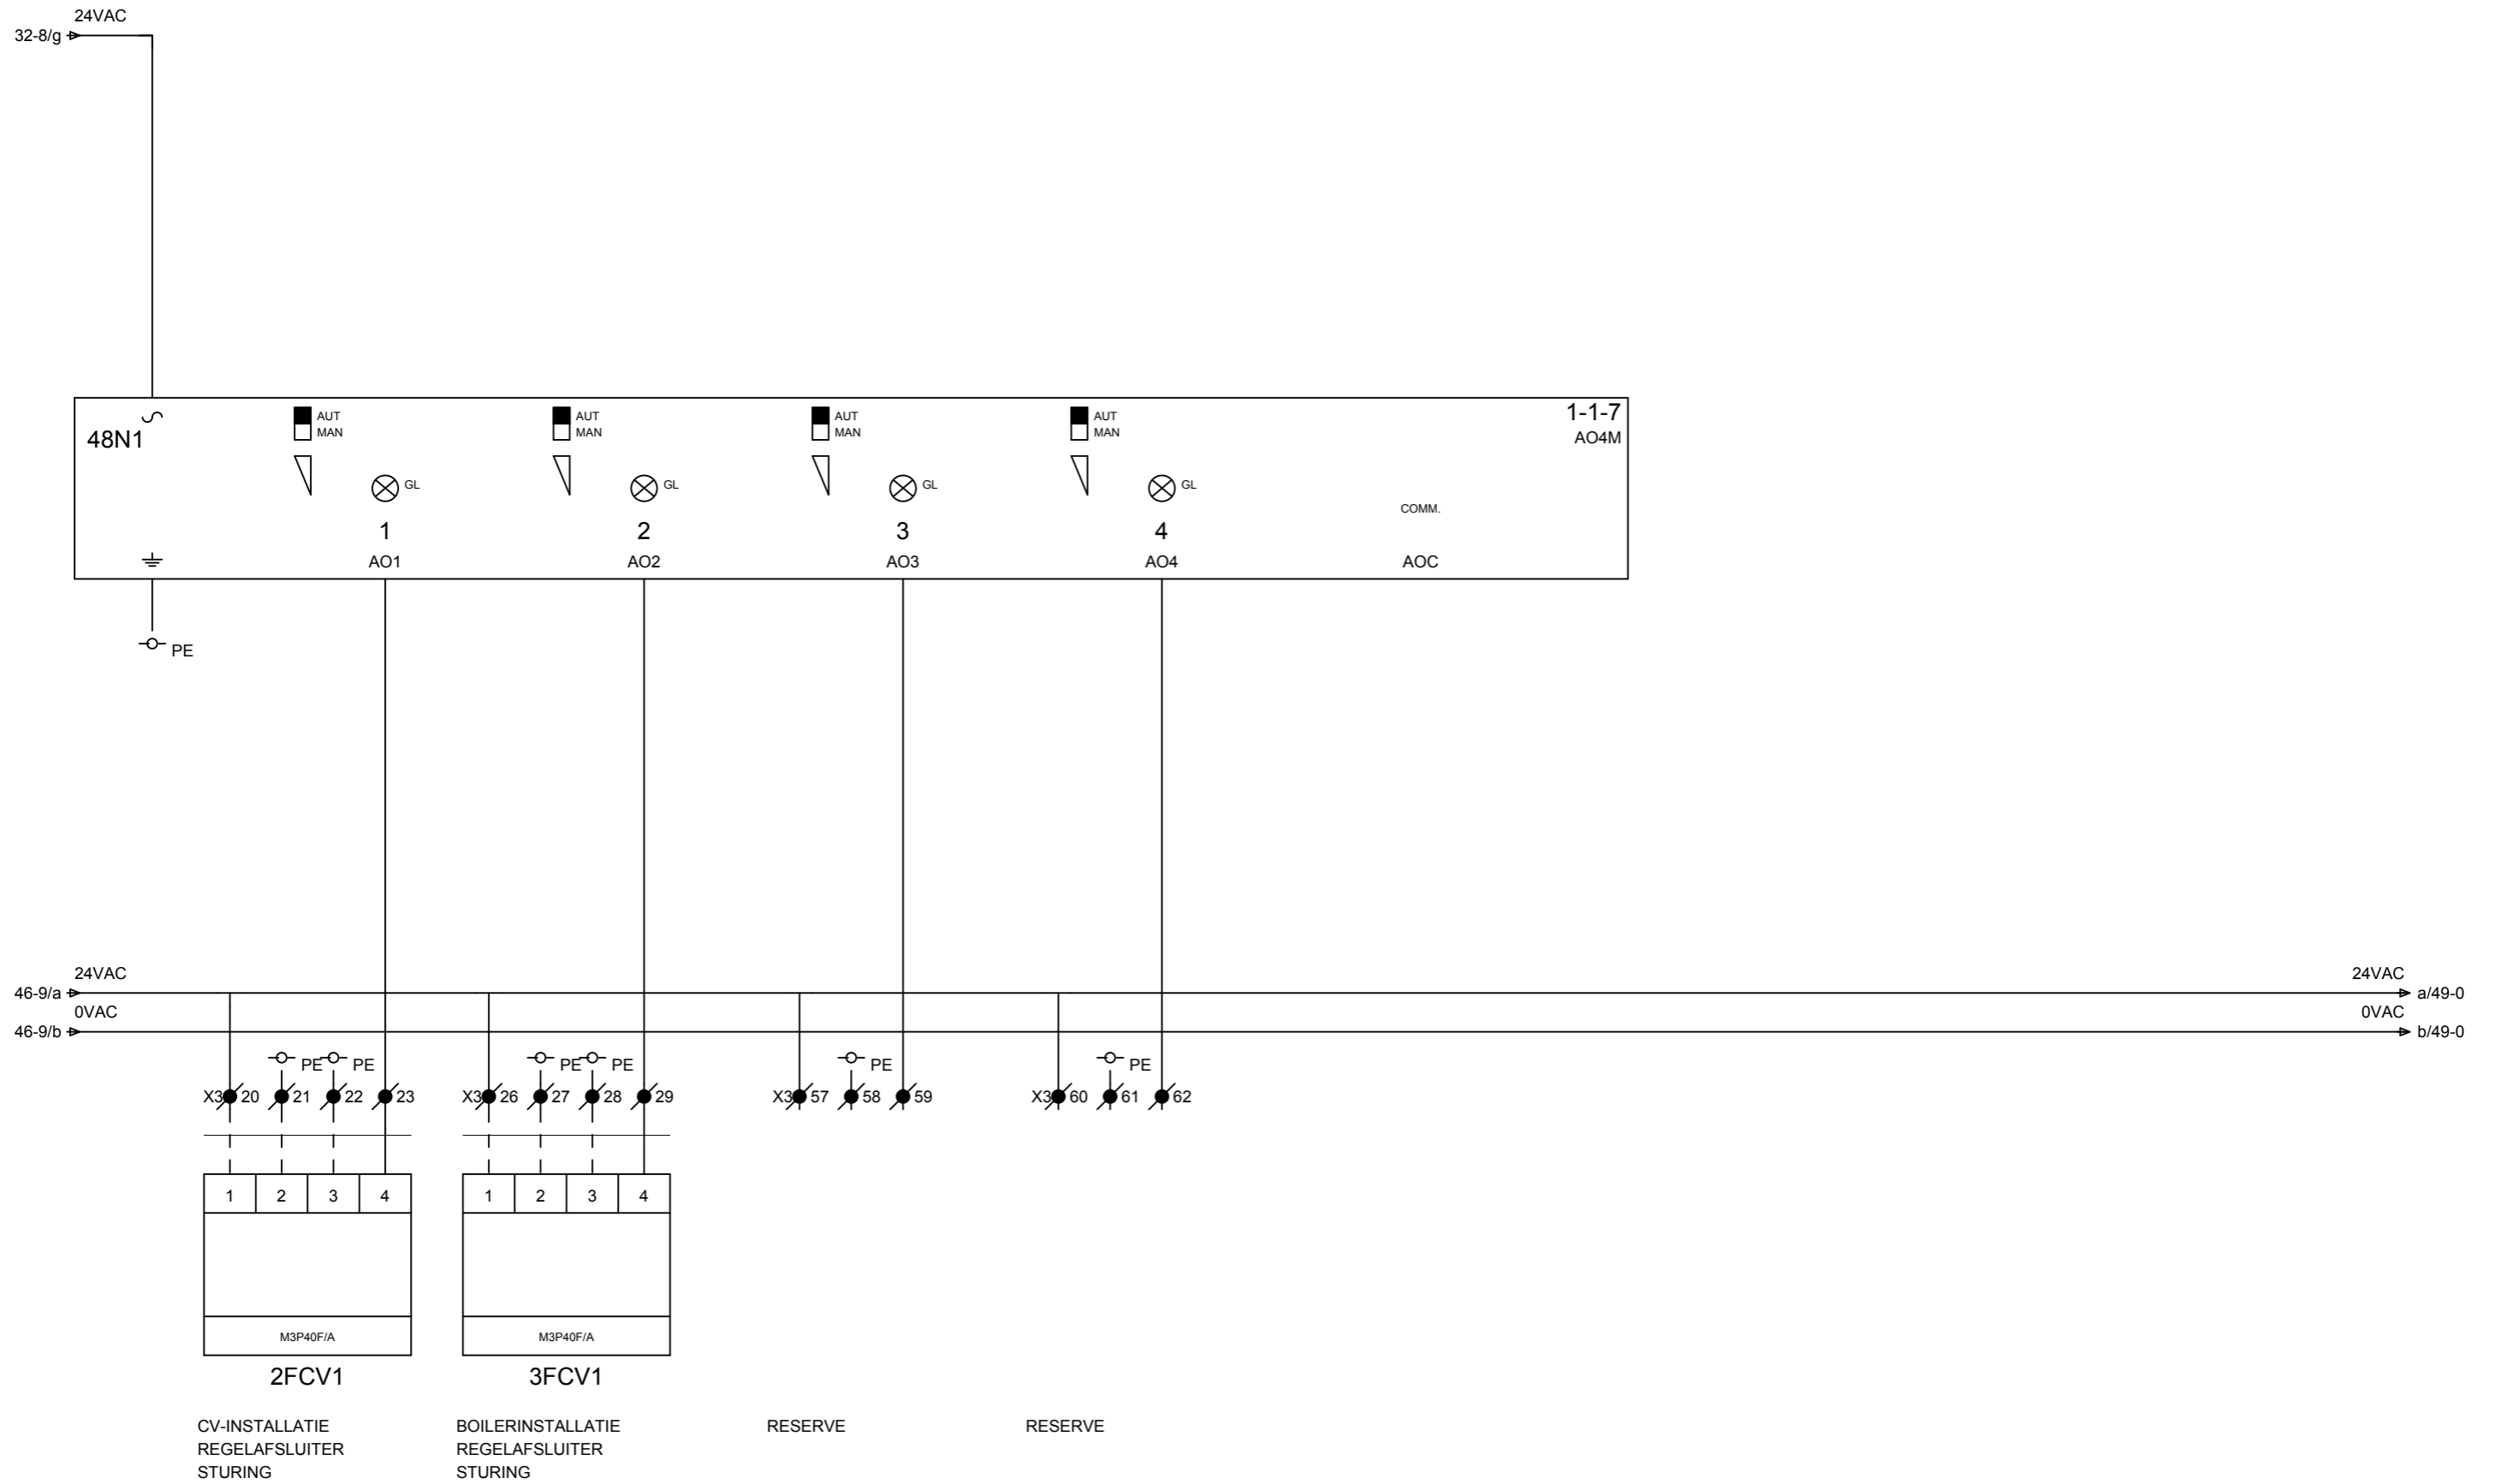 24VAC
32-8/g
48N1
AUT
MAN
GL
1
AO1
AUT
MAN
GL
2
AO2
AUT
MAN
GL
3
AO3
AUT
MAN
GL
4
AO4
COMM.
AOC
1-1-7
AO4M
PE
24VAC
46-9/a
0VAC
46-9/b
24VAC
a/49-0
0VAC
b/49-0
PE PE PE PE PE PE
X3 20 21 22 23 X3 26 27 28 29 X3 57 58 59 X3 60 61 62
1 2 3 4 1 2 3 4
M3P40F/A
M3P40F/A
2FCV1
3FCV1
CV-INSTALLATIE
REGELAFSLUITER
STURING
BOILERINSTALLATIE
REGELAFSLUITER
STURING
RESERVE
RESERVE